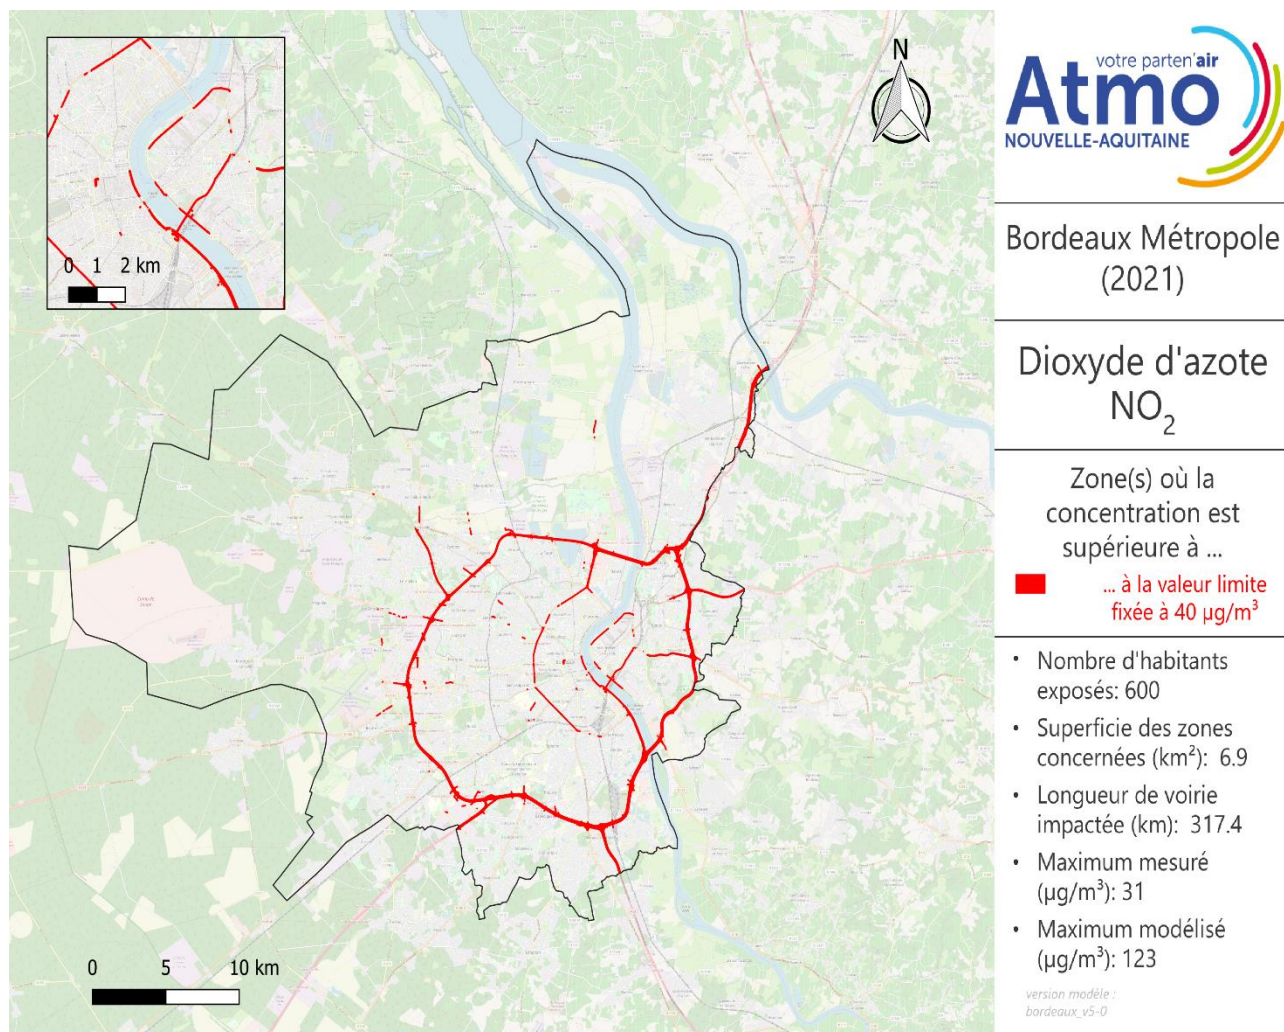 0 1 2 km
N
0 5 10 km
votre parten'air
Atmo
NOUVELLE-AQUITAINE
Bordeaux Métropole
(2021)
Dioxyde d'azote
NO₂
Zone(s) où la
concentration est
supérieure à ...
... à la valeur limite
fixée à 40 µg/m³
• Nombre d'habitants
exposés: 600
• Superficie des zones
concernées (km²): 6.9
• Longueur de voirie
impactée (km): 317.4
• Maximum mesuré
(µg/m³): 31
• Maximum modélisé
(µg/m³): 123
version modèle :
bordeaux_v5-0